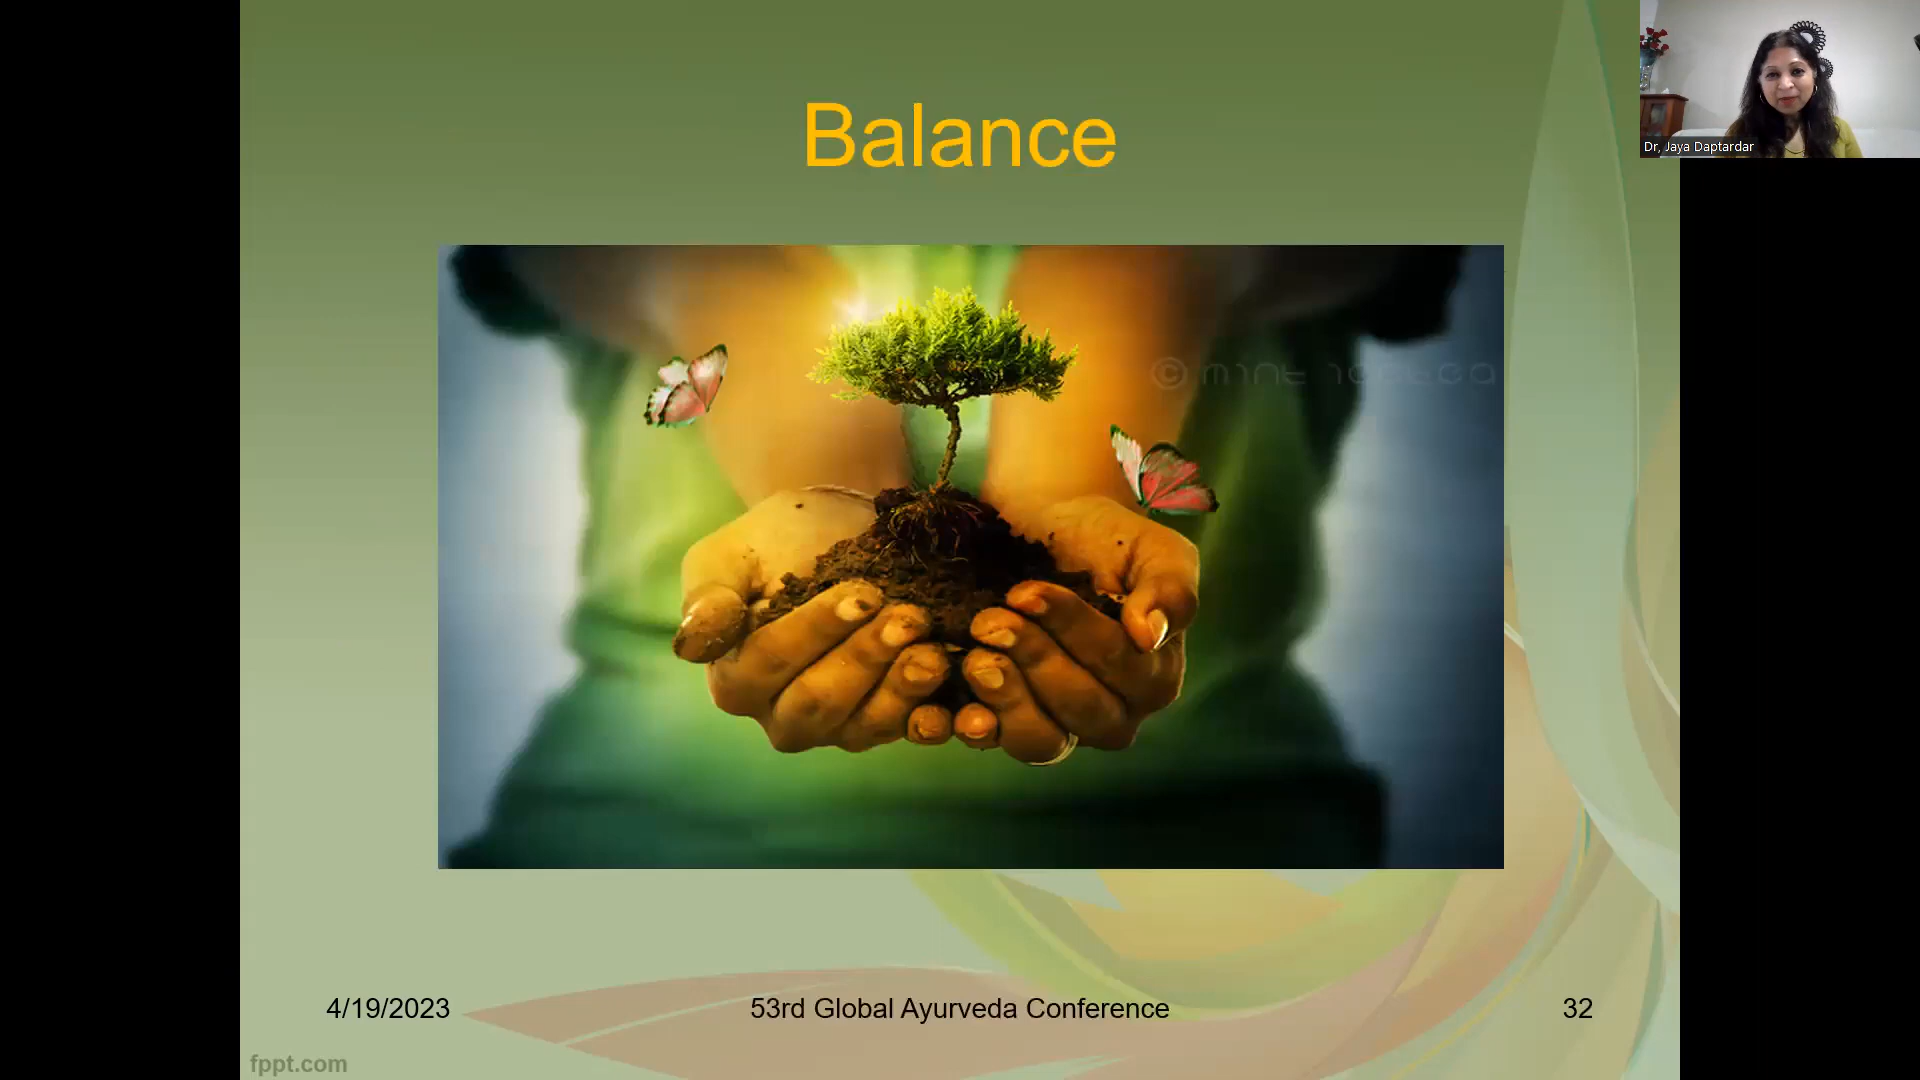 Balance
Dr, Jaya Daptardar
4/19/2023
53rd Global Ayurveda Conference
32
fppt.com